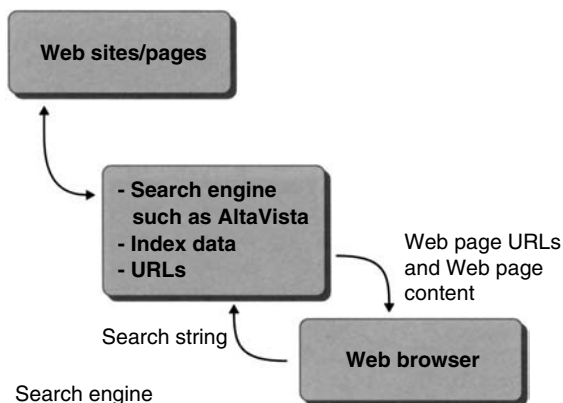 Web sites/pages
- Search engine
such as AltaVista
- Index data
- URLs
Web page URLs
and Web page
content
Search string
Web browser
Search engine